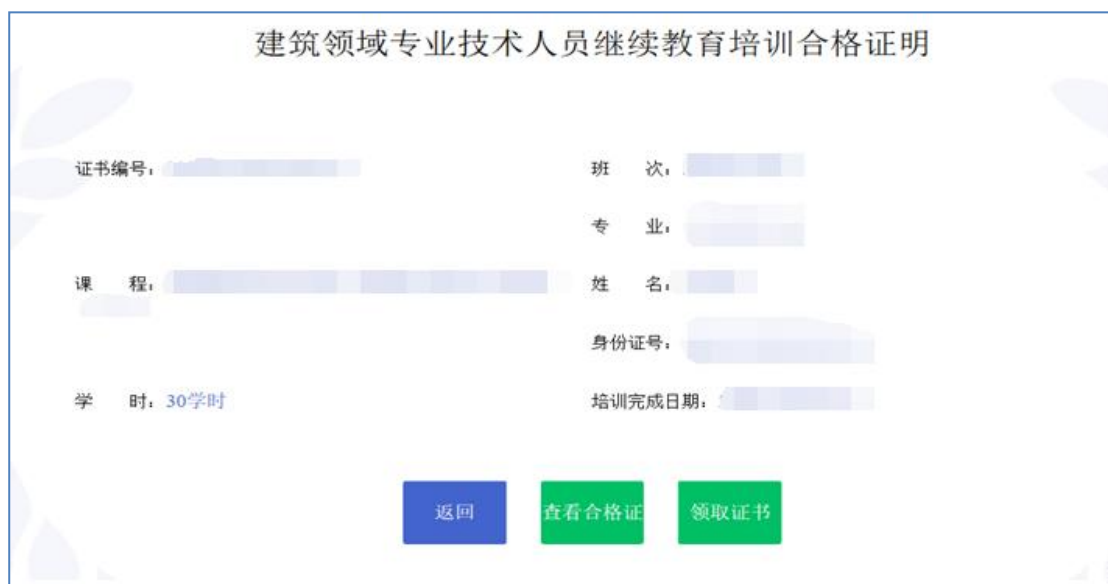 建筑领域专业技术人员继续教育培训合格证明
证书编号:
班 次:
专 业:
课 程:
姓 名:
身份证号:
学 时:30学时
培训完成日期:
返回
查看合格证
领取证书